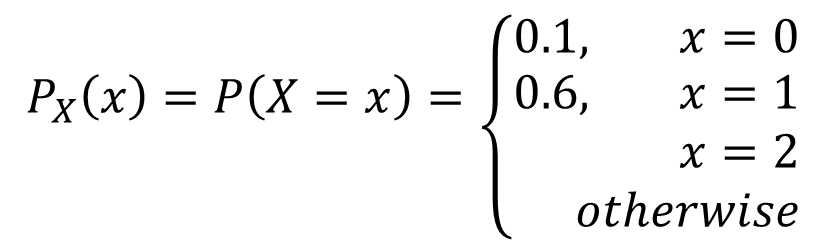 P_X(x) = P(X = x) = {
0.1, x = 0
0.6, x = 1
x = 2
otherwise